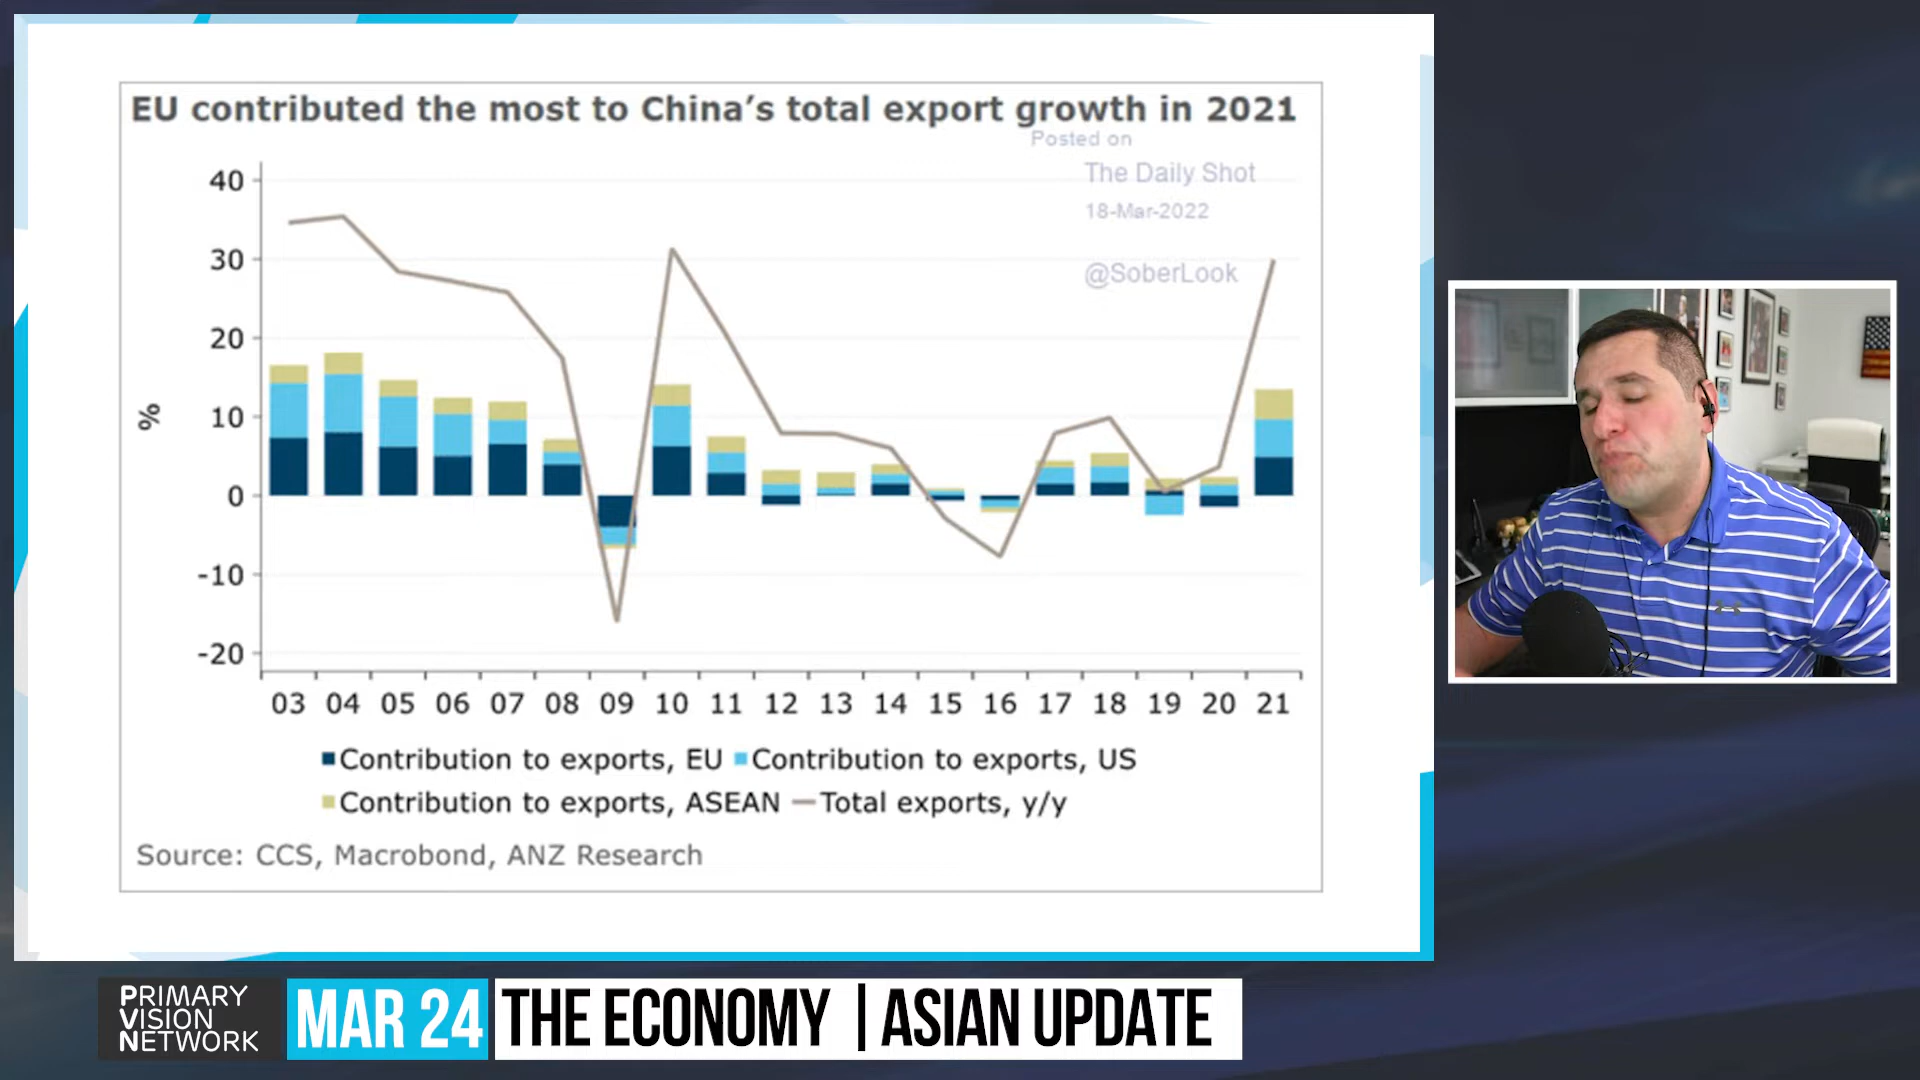 EU contributed the most to China's total export growth in 2021
Posted on
The Daily Shot
18-Mar-2022
@SoberLook
%
40
30
20
10
0
-10
-20
03 04 05 06 07 08 09 10 11 12 13 14 15 16 17 18 19 20 21
Contribution to exports, EU Contribution to exports, US
Contribution to exports, ASEAN Total exports, y/y
Source: CCS, Macrobond, ANZ Research
PRIMARY
VISION
NETWORK
MAR 24
THE ECONOMY | ASIAN UPDATE